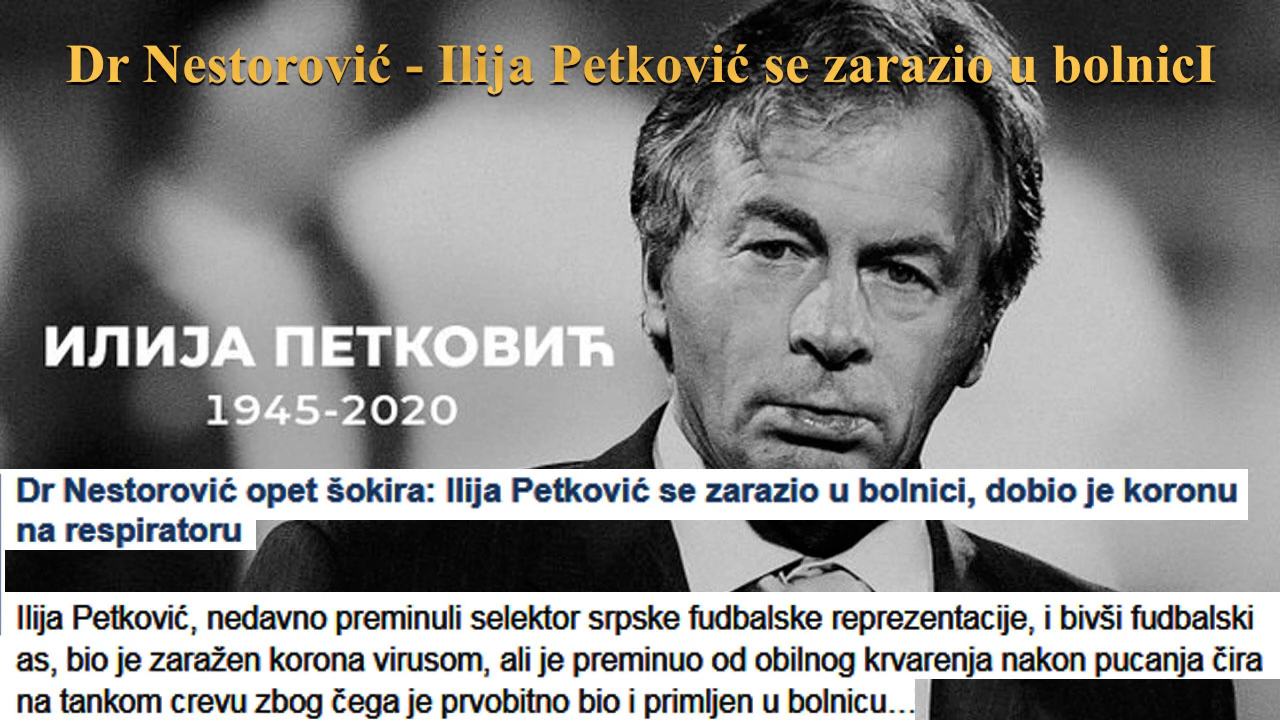 Dr Nestorović - Ilija Petković se zarazio u bolnicI
ИЛИЈА ПЕТКОВИЋ
1945-2020
Dr Nestorović opet šokira: Ilija Petković se zarazio u bolnici, dobio je koronu
na respiratoru
Ilija Petković, nedavno preminuli selektor srpske fudbalske reprezentacije, i bivši fudbalski
as, bio je zaražen korona virusom, ali je preminuo od obilnog krvarenja nakon pucanja čira
na tankom crevu zbog čega je prvobitno bio i primljen u bolnicu...